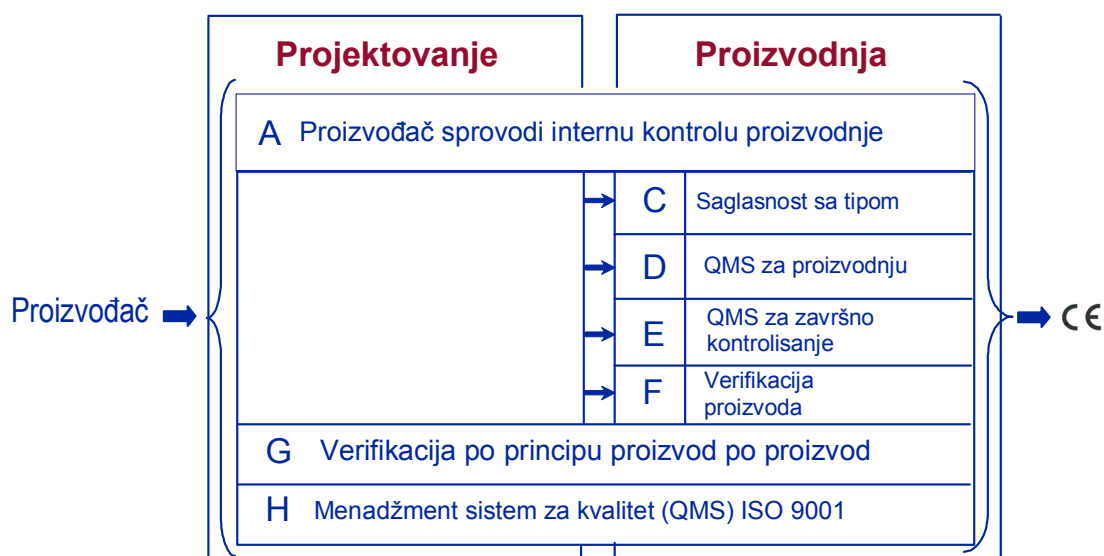 Projektovanje
Proizvodnja
A Proizvođač sprovodi internu kontrolu proizvodnje
C Saglasnost sa tipom
D QMS za proizvodnju
E QMS za završno
kontrolisanje
F Verifikacija
proizvoda
Proizvođač
CE
G Verifikacija po principu proizvod po proizvod
H Menadžment sistem za kvalitet (QMS) ISO 9001